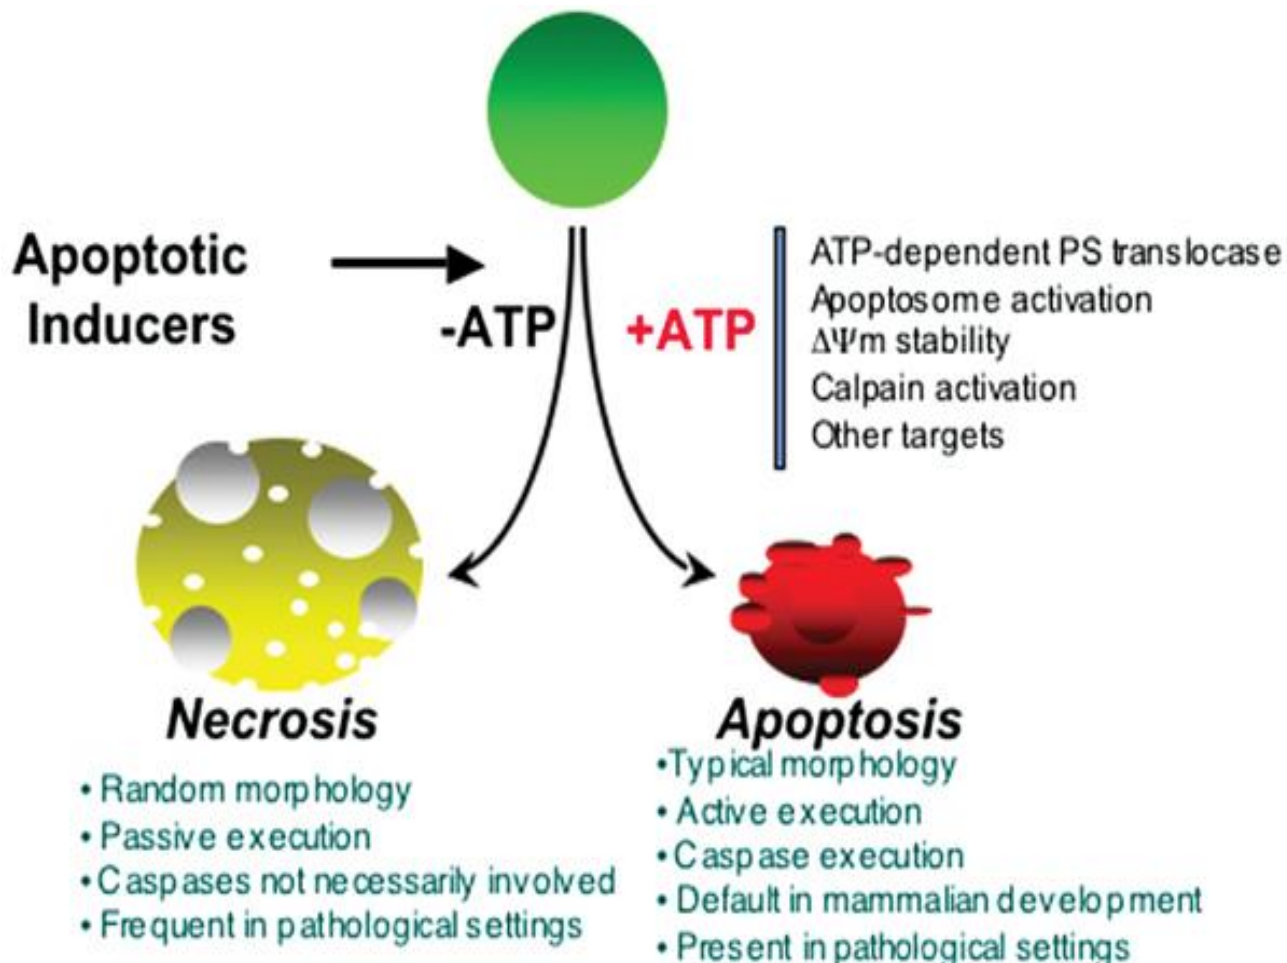 Apoptotic
Inducers
-ATP
+ATP
ATP-dependent PS translocase
Apoptosome activation
ΔΨm stability
Calpain activation
Other targets
Necrosis
• Random morphology
• Passive execution
• Caspases not necessarily involved
• Frequent in pathological settings
Apoptosis
•Typical morphology
• Active execution
• Caspase execution
• Default in mammalian development
• Present in pathological settings